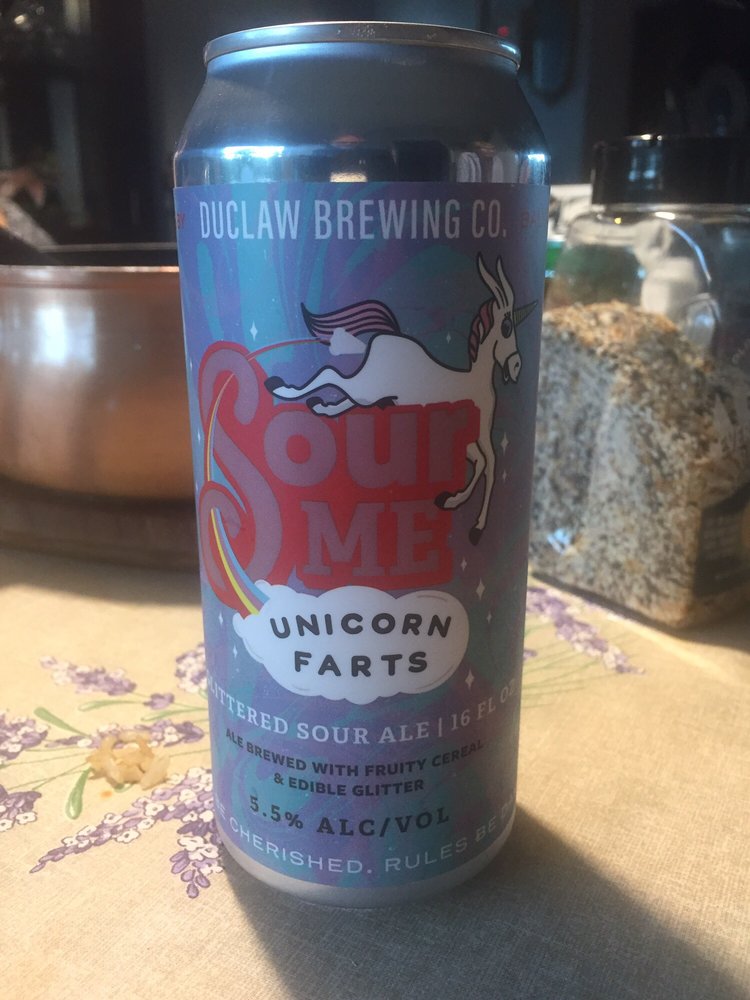 DUCLAW BREWING CO.
Sour
ME
UNICORN
FARTS
SOUR ALE | 16 FL OZ
ALE BREWED WITH FRUITY CEREAL
& EDIBLE GLITTER
5.5% ALC/VOL
CHERISHED. RULES BE